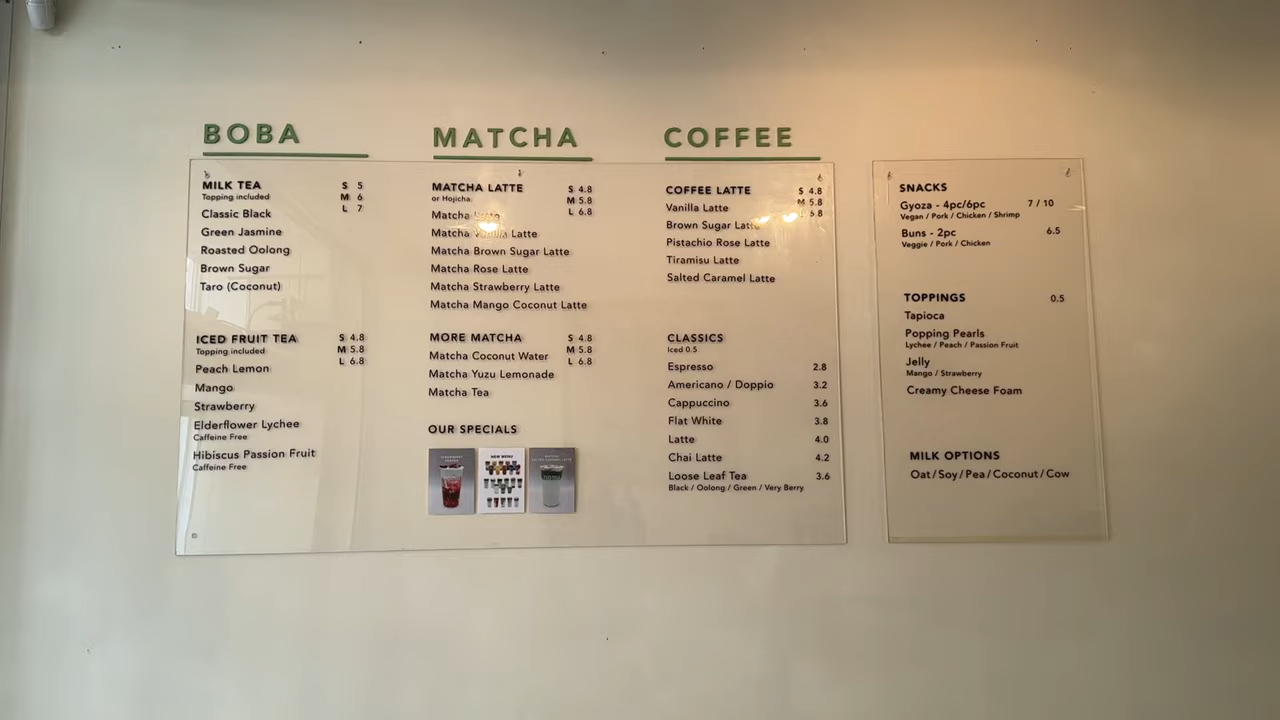 BOBA
MILK TEA S 5
Topping included M 6
L 7
Classic Black
Green Jasmine
Roasted Oolong
Brown Sugar
Taro (Coconut)
ICED FRUIT TEA S 4.8
Topping included M 5.8
L 6.8
Peach Lemon
Mango
Strawberry
Elderflower Lychee
Caffeine Free
Hibiscus Passion Fruit
Caffeine Free
MATCHA
MATCHA LATTE S 4.8
or Hojicha M 5.8
L 6.8
Matcha
Matcha Vanilla Latte
Matcha Brown Sugar Latte
Matcha Rose Latte
Matcha Strawberry Latte
Matcha Mango Coconut Latte
MORE MATCHA S 4.8
M 5.8
Matcha Coconut Water L 6.8
Matcha Yuzu Lemonade
Matcha Tea
OUR SPECIALS
NEW MENU
COFFEE
COFFEE LATTE S 4.8
M 5.8
Vanilla Latte L 6.8
Brown Sugar Latte
Pistachio Rose Latte
Tiramisu Latte
Salted Caramel Latte
CLASSICS
Iced 0.5
Espresso 2.8
Americano / Doppio 3.2
Cappuccino 3.6
Flat White 3.8
Latte 4.0
Chai Latte 4.2
Loose Leaf Tea 3.6
Black / Oolong / Green / Very Berry
SNACKS
Gyoza - 4pc/6pc 7 / 10
Vegan / Pork / Chicken / Shrimp
Buns - 2pc 6.5
Veggie / Pork / Chicken
TOPPINGS 0.5
Tapioca
Popping Pearls
Lychee / Peach / Passion Fruit
Jelly
Mango / Strawberry
Creamy Cheese Foam
MILK OPTIONS
Oat/Soy/Pea/Coconut/Cow